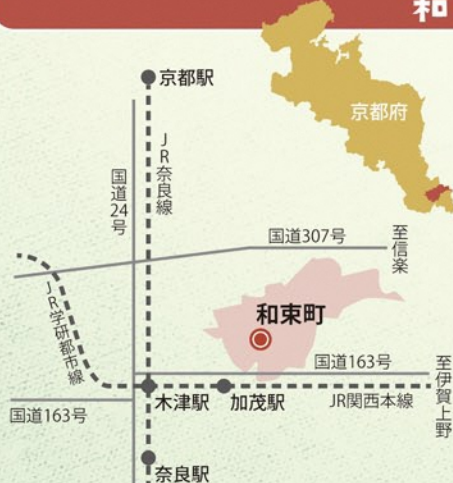 和
京都駅
京都府
JR奈良線
国道24号
国道307号
至信楽
JR学研都市線
和束町
国道163号
至伊賀上野
木津駅
加茂駅
JR関西本線
国道163号
奈良駅